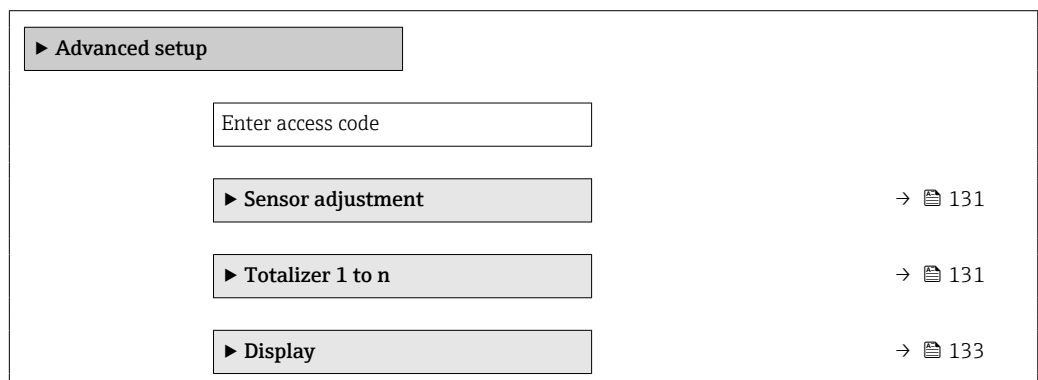 ▶ Advanced setup
Enter access code
▶ Sensor adjustment → 131
▶ Totalizer 1 to n → 131
▶ Display → 133